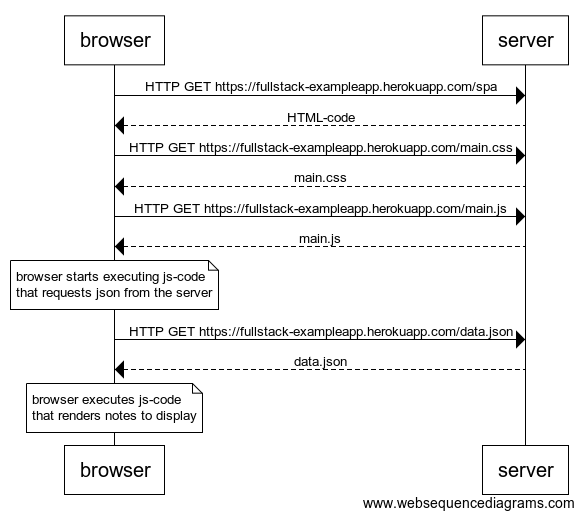 browser
server
HTTP GET https://fullstack-exampleapp.herokuapp.com/spa
HTML-code
HTTP GET https://fullstack-exampleapp.herokuapp.com/main.css
main.css
HTTP GET https://fullstack-exampleapp.herokuapp.com/main.js
main.js
browser starts executing js-code
that requests json from the server
HTTP GET https://fullstack-exampleapp.herokuapp.com/data.json
data.json
browser executes js-code
that renders notes to display
browser
server
www.websequencediagrams.com